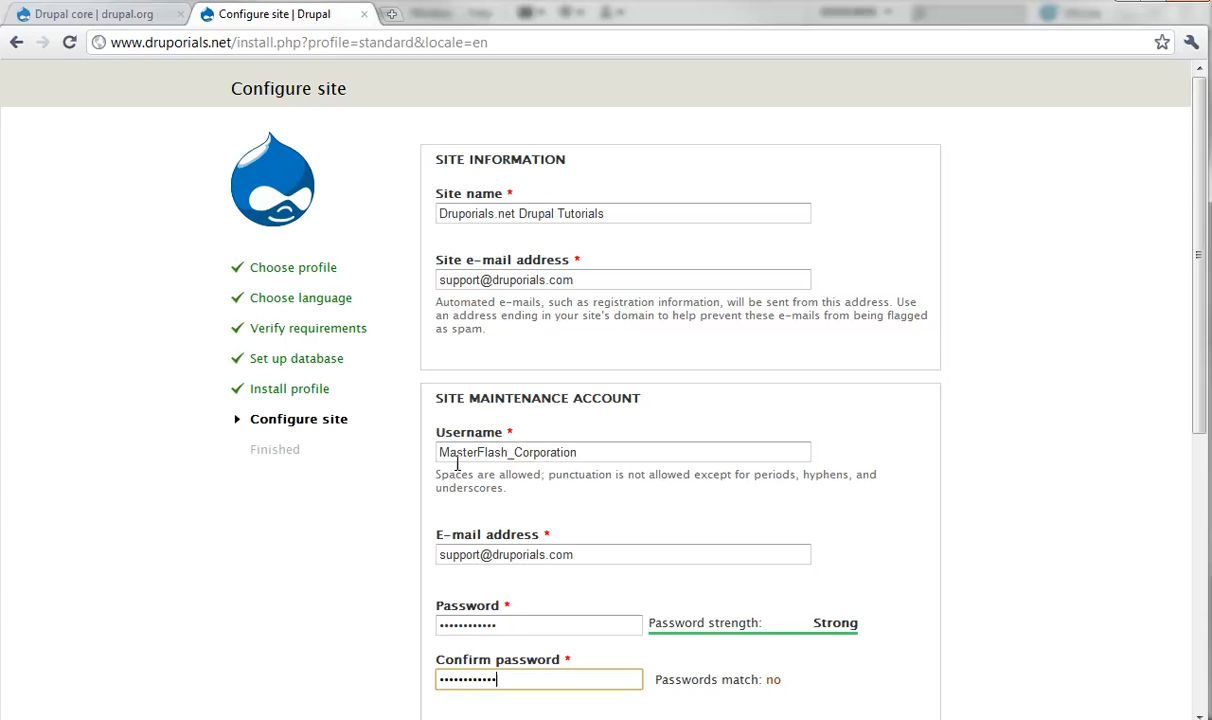 Drupal core | drupal.org
Configure site | Drupal
www.druporials.net/install.php?profile=standard&locale=en
Configure site
Choose profile
Choose language
Verify requirements
Set up database
Install profile
Configure site
Finished
SITE INFORMATION
Site name *
Druporials.net Drupal Tutorials
Site e-mail address *
support@druporials.com
Automated e-mails, such as registration information, will be sent from this address. Use
an address ending in your site's domain to help prevent these e-mails from being flagged
as spam.
SITE MAINTENANCE ACCOUNT
Username *
MasterFlash_Corporation
Spaces are allowed; punctuation is not allowed except for periods, hyphens, and
underscores.
E-mail address *
support@druporials.com
Password *
•••••••••••• Password strength: Strong
Confirm password *
•••••••••••• Passwords match: no